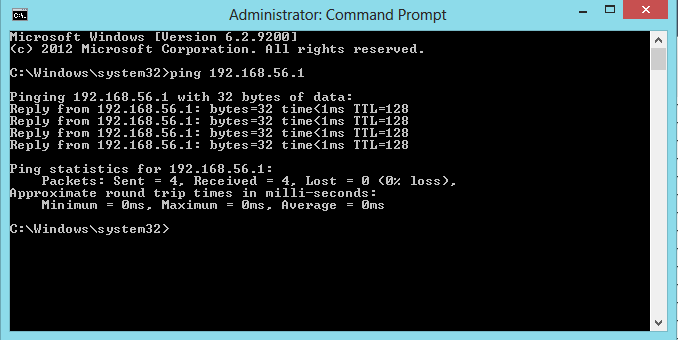 Administrator: Command Prompt
C:\.
Microsoft Windows [Version 6.2.9200]
(c) 2012 Microsoft Corporation. All rights reserved.
C:\Windows\system32>ping 192.168.56.1
Pinging 192.168.56.1 with 32 bytes of data:
Reply from 192.168.56.1: bytes=32 time<1ms TTL=128
Reply from 192.168.56.1: bytes=32 time<1ms TTL=128
Reply from 192.168.56.1: bytes=32 time<1ms TTL=128
Reply from 192.168.56.1: bytes=32 time<1ms TTL=128
Ping statistics for 192.168.56.1:
    Packets: Sent = 4, Received = 4, Lost = 0 (0% loss),
Approximate round trip times in milli-seconds:
    Minimum = 0ms, Maximum = 0ms, Average = 0ms
C:\Windows\system32>